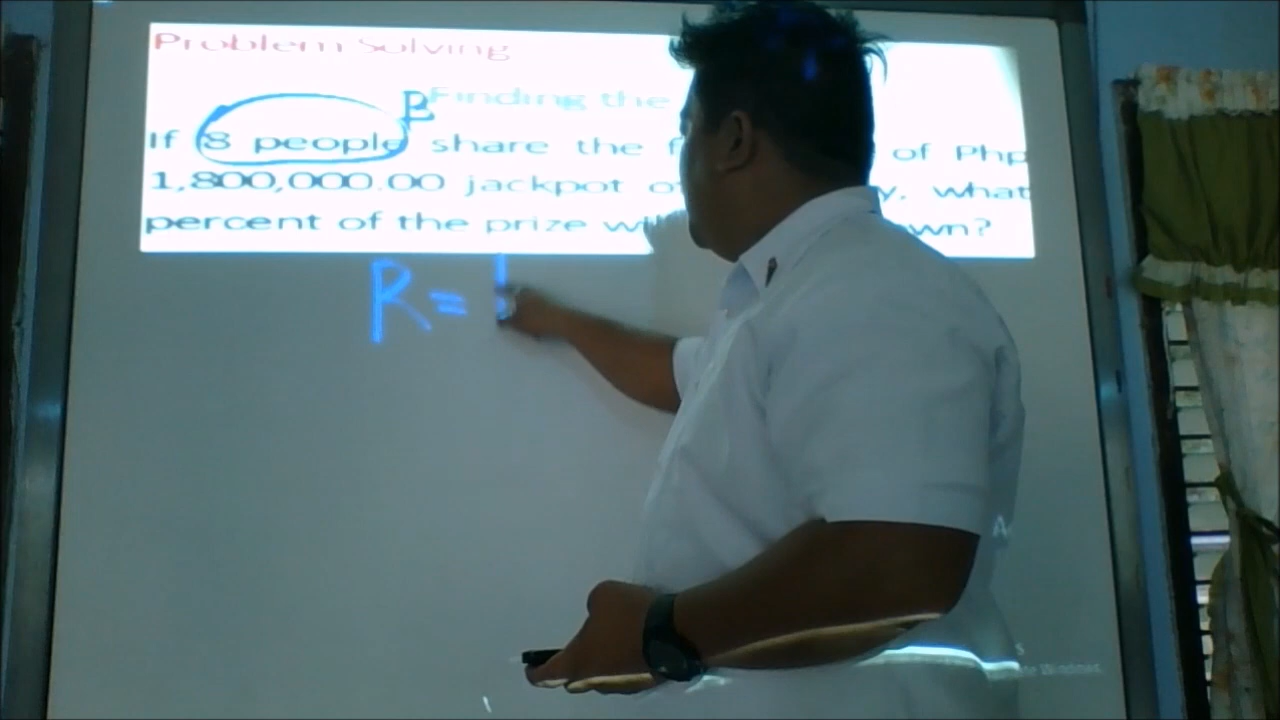 Problem Solving
Finding the
If 8 people share the of Php
1,800,000.00 jackpot what
percent of the prize
R =